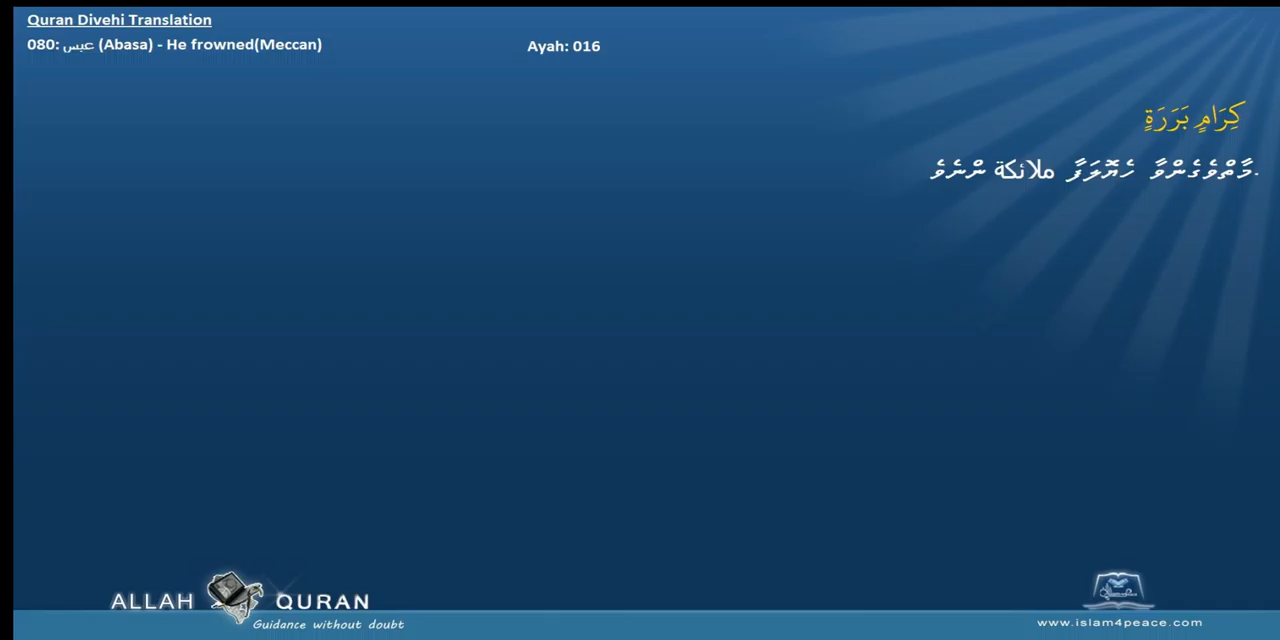 Quran Divehi Translation
080: عبس (Abasa) - He frowned(Meccan)
Ayah: 016
كِرَامٍ بَرَرَةٍ
މާތްވެގެންވާ ހެޔޮލަފާ ملائكة ންނެވެ.
ALLAH QURAN
Guidance without doubt
www.islam4peace.com